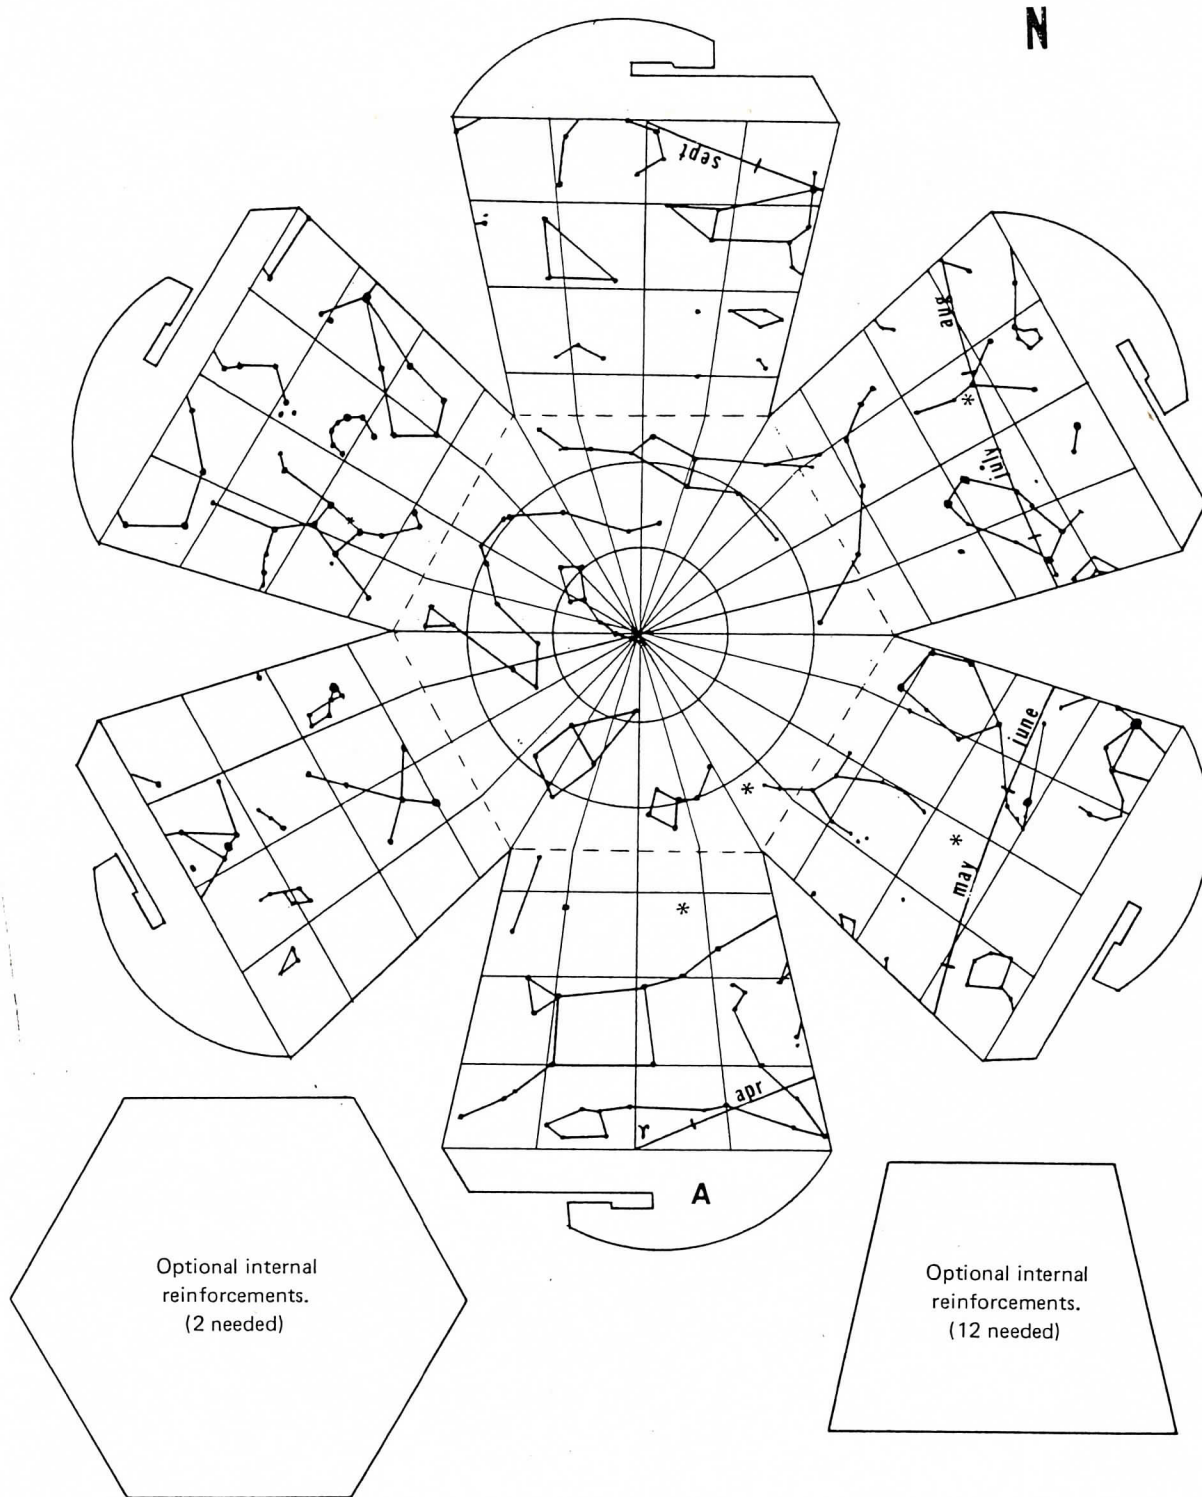 N
sept
aug
july
june
may
apr
♈
A
Optional internal
reinforcements.
(2 needed)
Optional internal
reinforcements.
(12 needed)